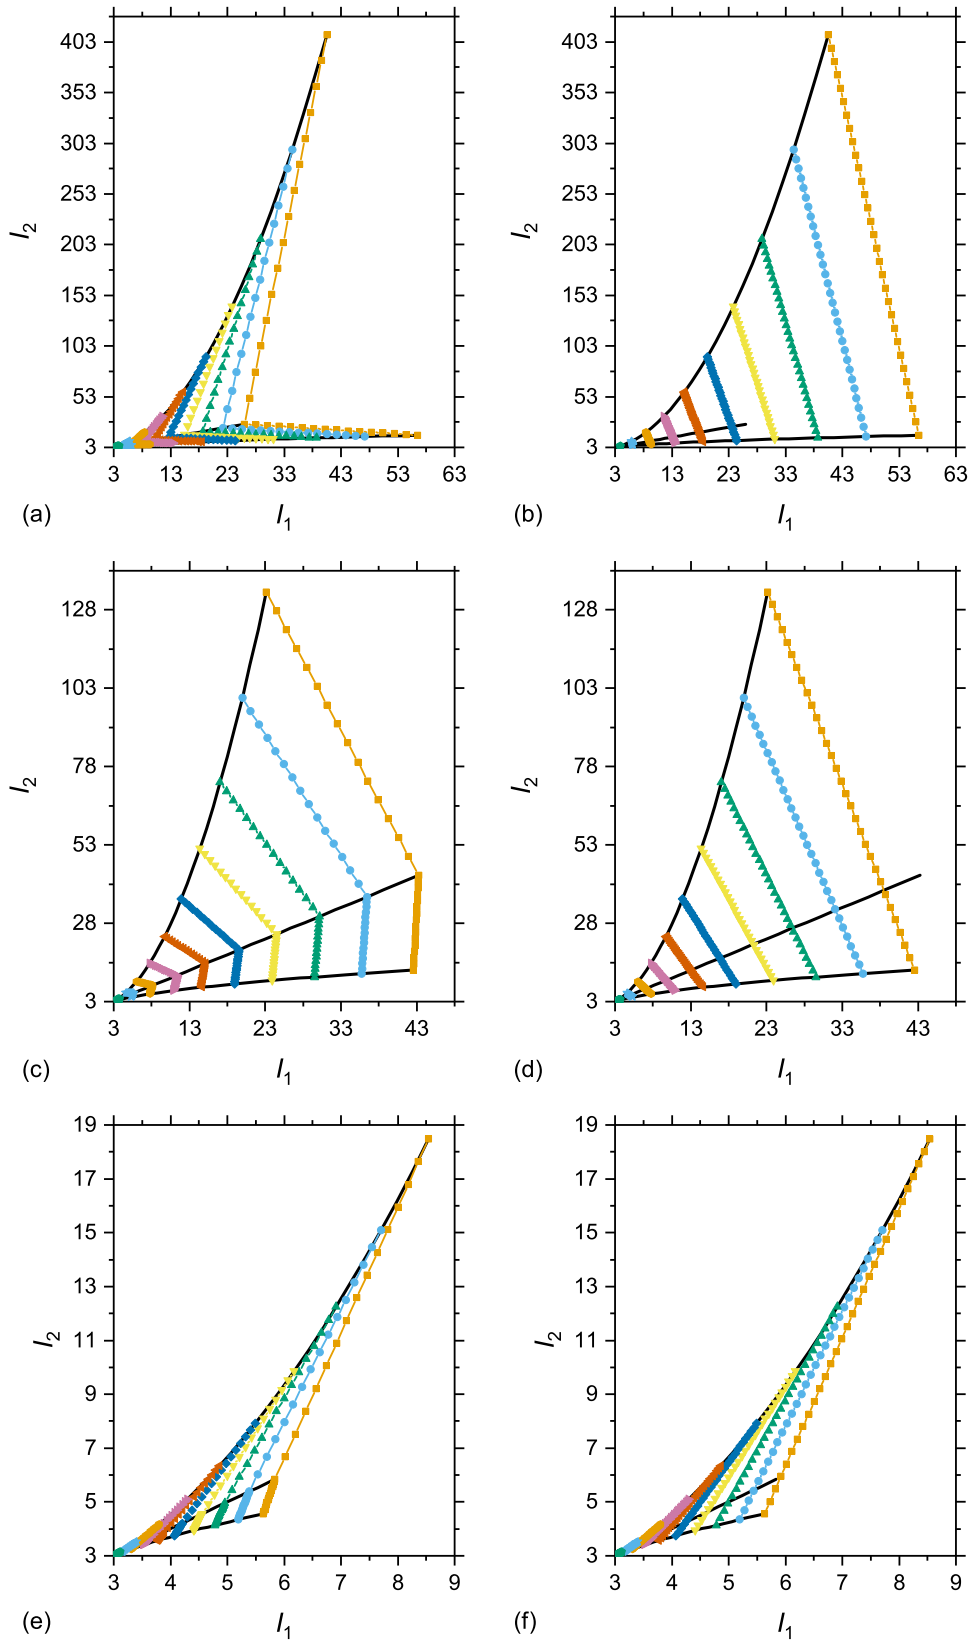 403 403
353 353
303 303
253 253
I2 I2
203 203
153 153
103 103
53 53
3 3
3 13 23 33 43 53 63 3 13 23 33 43 53 63
(a) I1 (b) I1
128 128
103 103
I2 I2
78 78
53 53
28 28
3 3
3 13 23 33 43 3 13 23 33 43
(c) I1 (d) I1
19 19
17 17
15 15
13 13
I2 I2
11 11
9 9
7 7
5 5
3 3
3 4 5 6 7 8 9 3 4 5 6 7 8 9
(e) I1 (f) I1